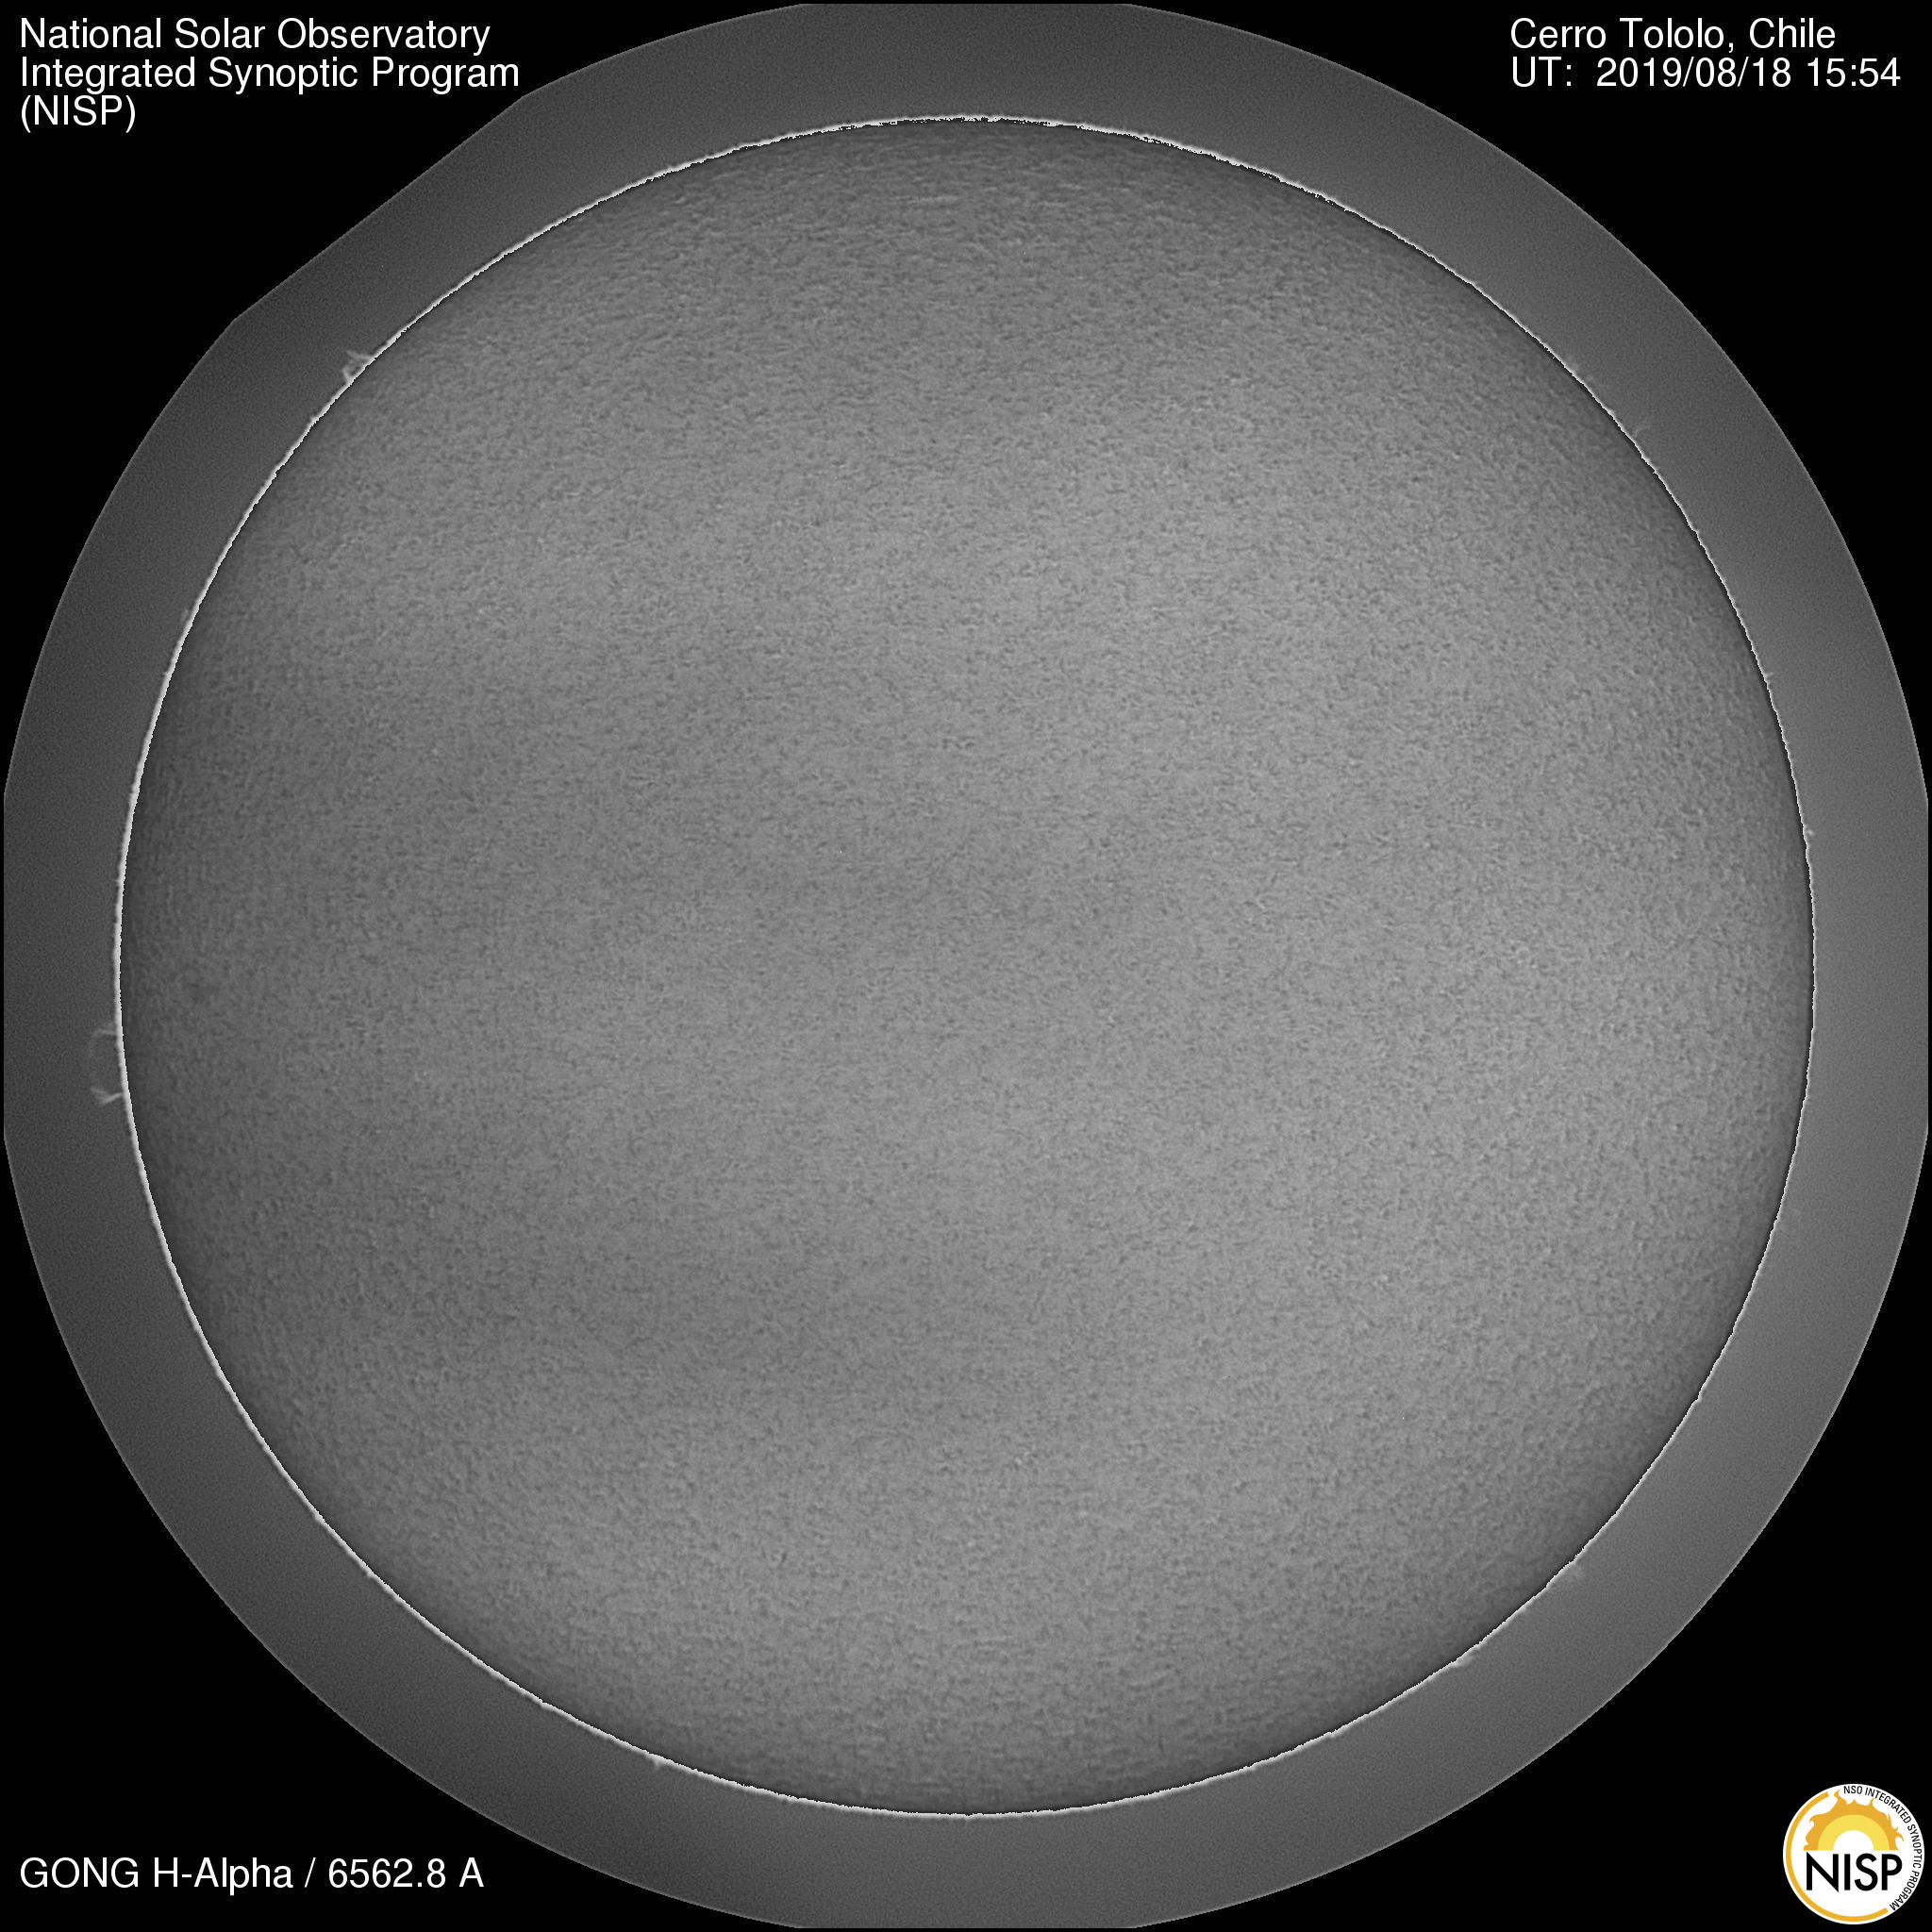 National Solar Observatory
Integrated Synoptic Program
(NISP)
Cerro Tololo, Chile
UT: 2019/08/18 15:54
GONG H-Alpha / 6562.8 A
NSO INTEGRATED SYNOPTIC PROGRAM
NISP